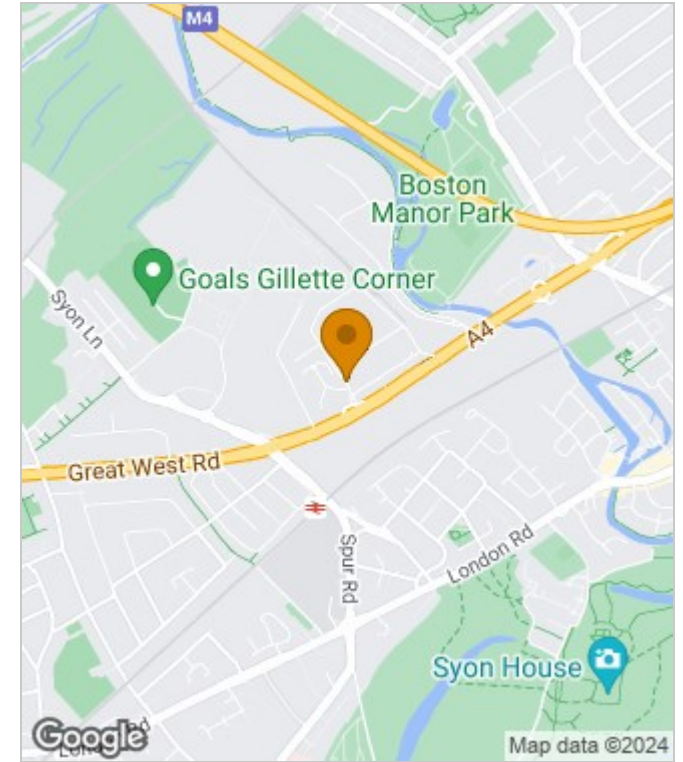 M4
Boston
Manor Park
Goals Gillette Corner
Syon Ln
A4
Great West Rd
Spur Rd
London Rd
Syon House
Google
Map data ©2024